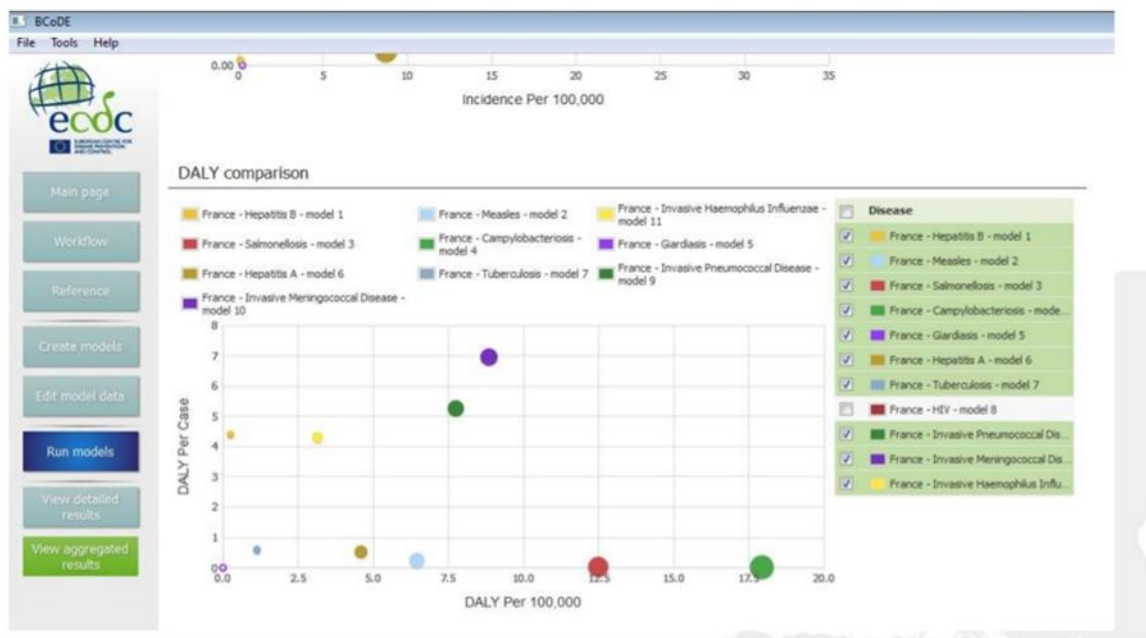 BCoDE
File Tools Help
0.00
0 5 10 15 20 25 30 35
Incidence Per 100,000
ecdc
EUROPEAN CENTRE FOR
DISEASE PREVENTION
AND CONTROL
DALY comparison
Main page
Workflow
Reference
Create models
Edit model data
Run models
View detailed
results
View aggregated
results
France - Hepatitis B - model 1
France - Measles - model 2
France - Invasive Haemophilus Influenzae -
model 11
France - Salmonellosis - model 3
France - Campylobacteriosis -
model 4
France - Giardiasis - model 5
France - Hepatitis A - model 6
France - Tuberculosis - model 7
France - Invasive Pneumococcal Disease -
model 9
France - Invasive Meningococcal Disease -
model 10
8
7
6
5
4
3
2
1
0
DALY Per Case
0.0 2.5 5.0 7.5 10.0 12.5 15.0 17.5 20.0
DALY Per 100,000
Disease
France - Hepatitis B - model 1
France - Measles - model 2
France - Salmonellosis - model 3
France - Campylobacteriosis - mode...
France - Giardiasis - model 5
France - Hepatitis A - model 6
France - Tuberculosis - model 7
France - HIV - model 8
France - Invasive Pneumococcal Dis...
France - Invasive Meningococcal Dis...
France - Invasive Haemophilus Influ...